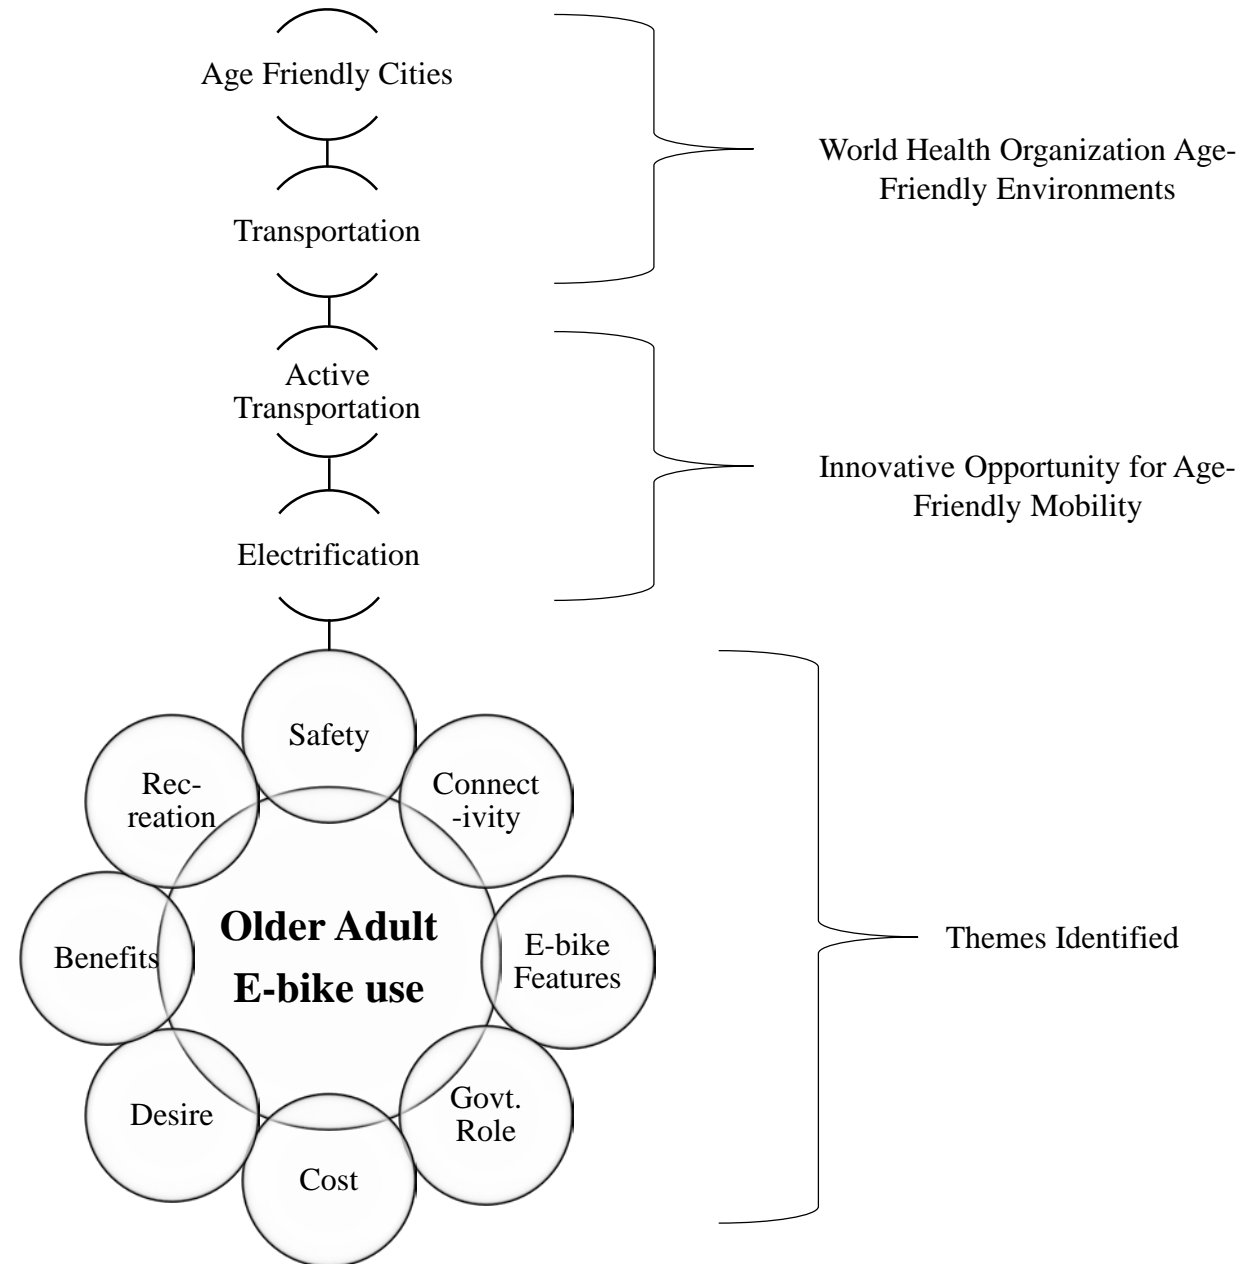 Age Friendly Cities
World Health Organization Age-
Friendly Environments
Transportation
Active
Transportation
Innovative Opportunity for Age-
Friendly Mobility
Electrification
Safety
Rec-
reation
Connect
-ivity
Older Adult
E-bike use
Benefits
E-bike
Features
Themes Identified
Desire
Govt.
Role
Cost